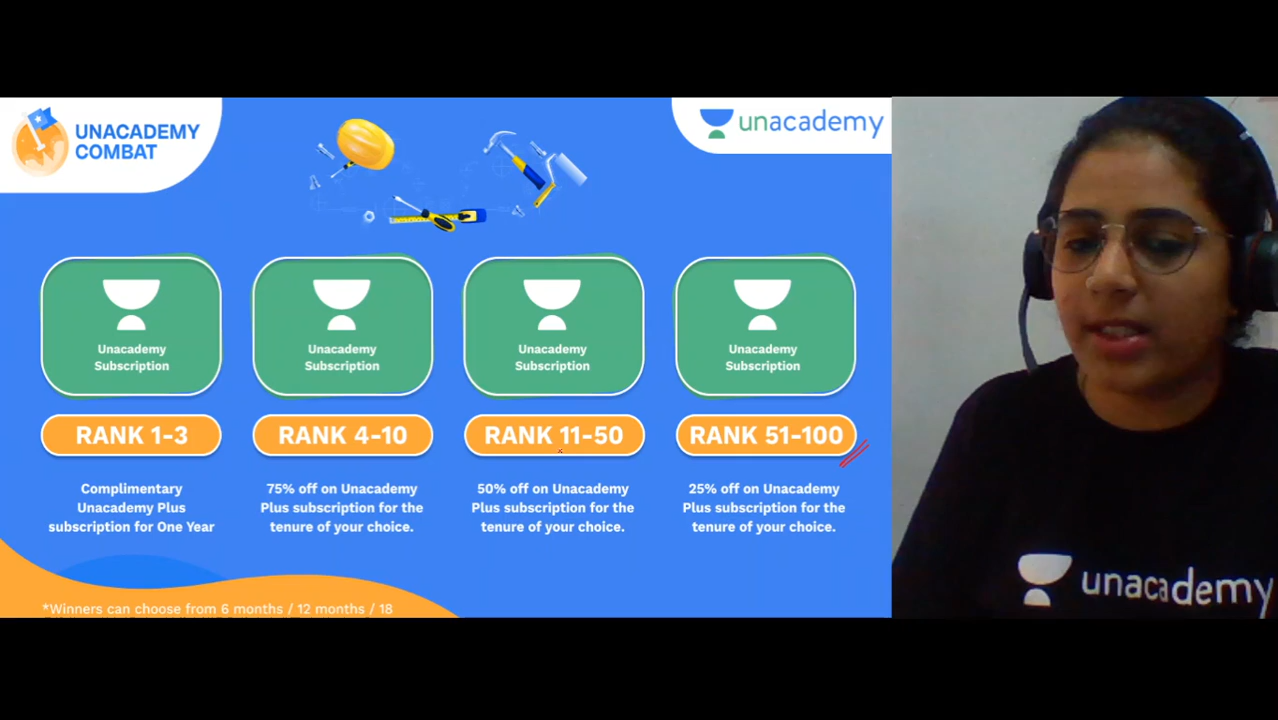 UNACADEMY
COMBAT
unacademy
Unacademy
Subscription
Unacademy
Subscription
Unacademy
Subscription
Unacademy
Subscription
RANK 1-3
RANK 4-10
RANK 11-50
RANK 51-100
Complimentary
Unacademy Plus
subscription for One Year
75% off on Unacademy
Plus subscription for the
tenure of your choice.
50% off on Unacademy
Plus subscription for the
tenure of your choice.
25% off on Unacademy
Plus subscription for the
tenure of your choice.
*Winners can choose from 6 months / 12 months / 18
unacademy